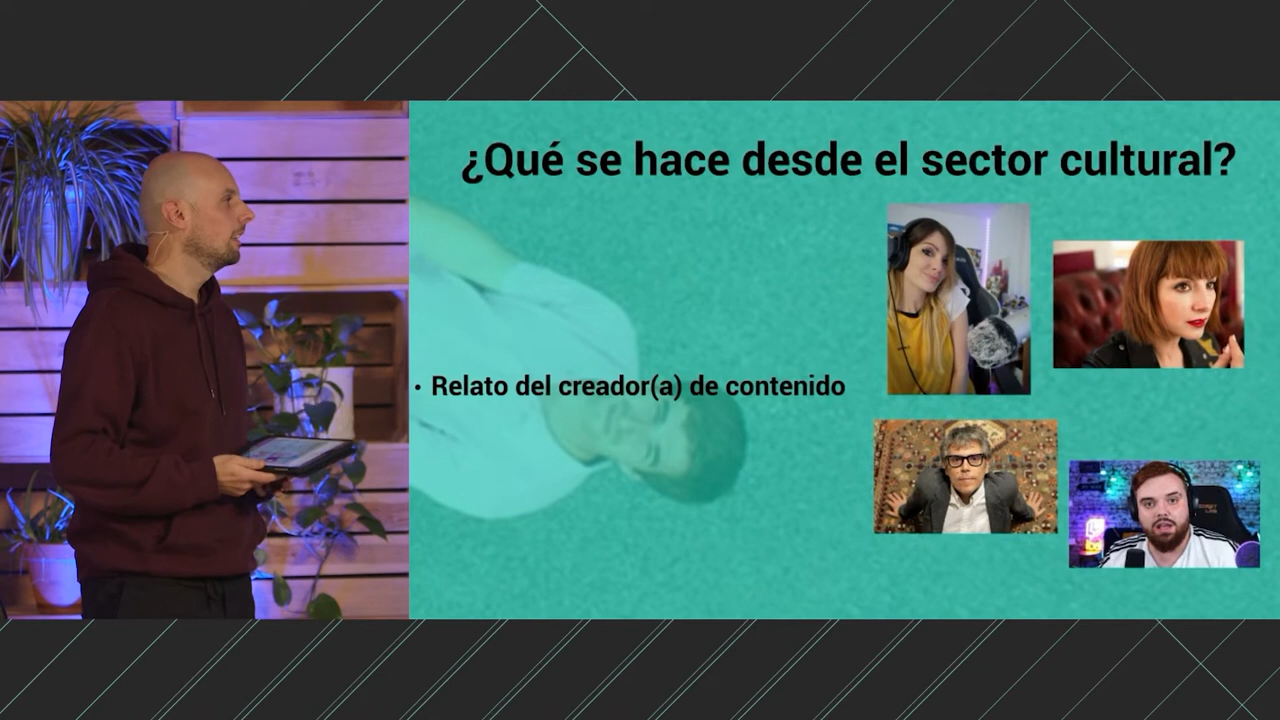 ¿Qué se hace desde el sector cultural?
• Relato del creador(a) de contenido